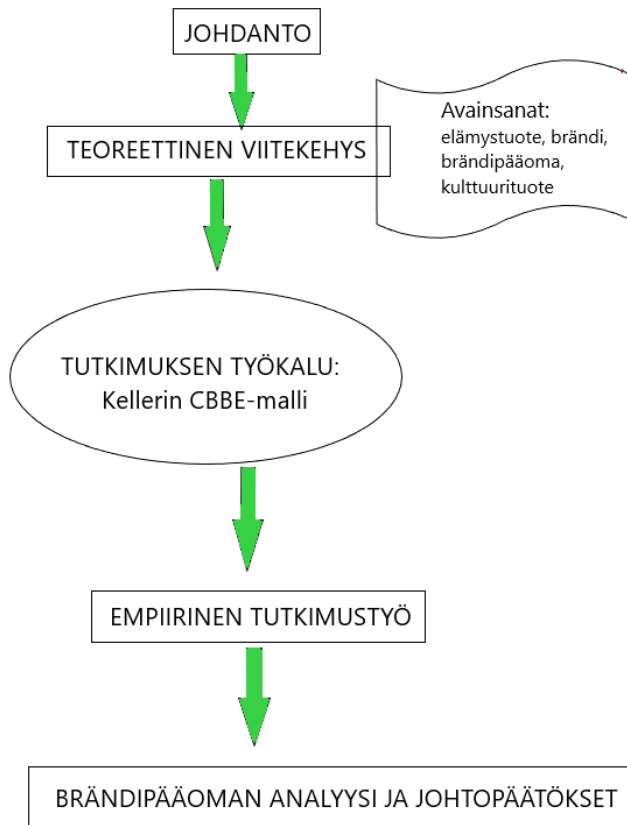 JOHDANTO
TEOREETTINEN VIITEKEHYS
Avainsanat:
elämystuote, brändi,
brändipääoma,
kulttuurituote
TUTKIMUKSEN TYÖKALU:
Kellerin CBBE-malli
EMPIIRINEN TUTKIMUSTYÖ
BRÄNDIPÄÄOMAN ANALYYSI JA JOHTOPÄÄTÖKSET